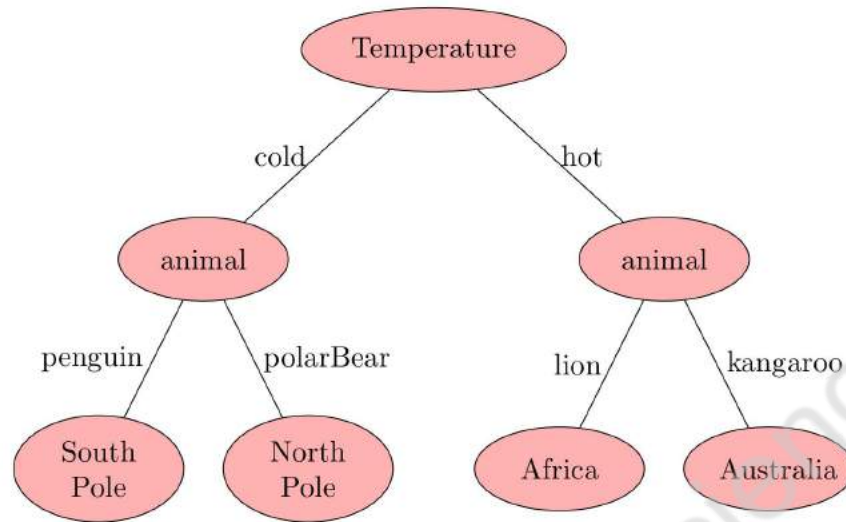 Temperature
cold
hot
animal
animal
penguin
polarBear
lion
kangaroo
South
Pole
North
Pole
Africa
Australia